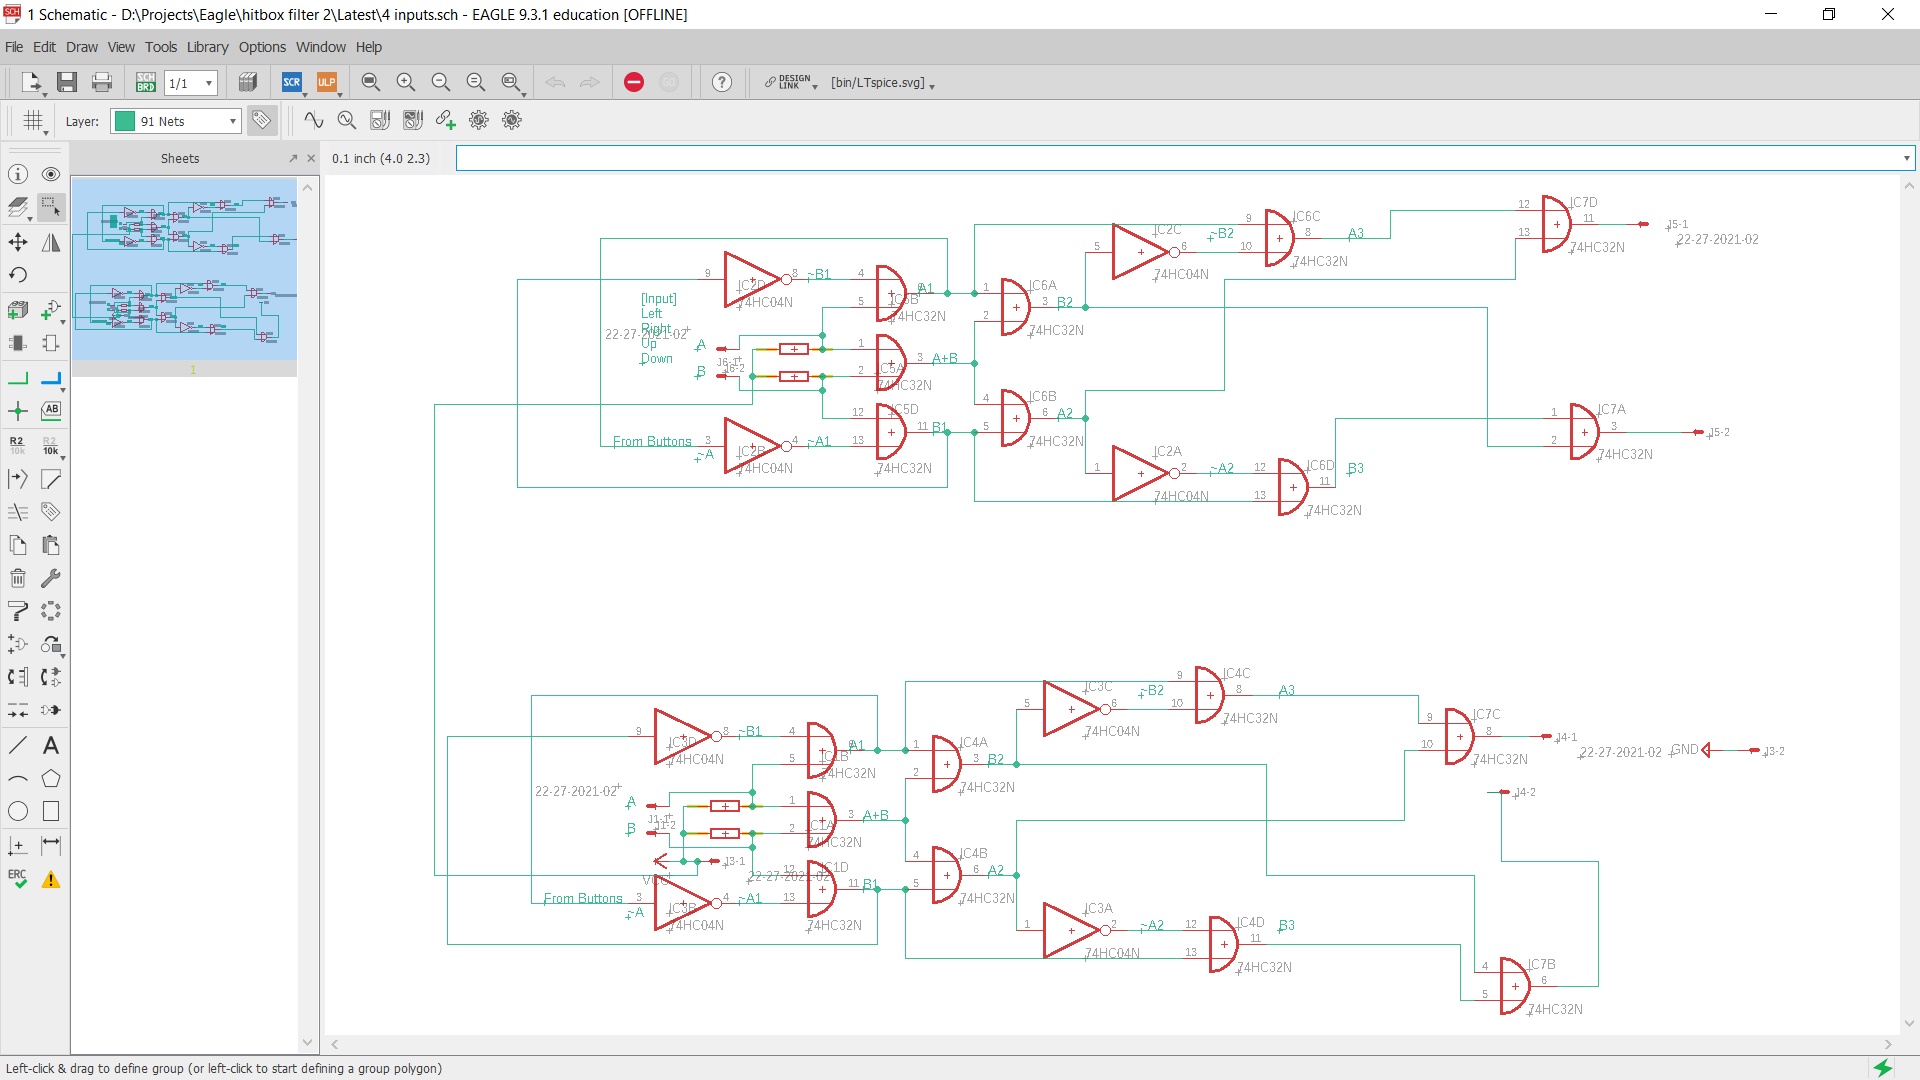 1 Schematic - D:\Projects\Eagle\hitbox filter 2\Latest\4 inputs.sch - EAGLE 9.3.1 education [OFFLINE]
File Edit Draw View Tools Library Options Window Help
SCH BRD 1/1 SCR ULP DESIGN LINK [bin/LTspice.svg]
Layer: 91 Nets
Sheets
0.1 inch (4.0 2.3)
1
R2 10k R2 10k
ERC
IC7D
12
11
13
74HC32N
J5-1
22-27-2021-02
IC6C
9
8
10
74HC32N
A3
IC2C
5
6
~B2
74HC04N
9
8
~B1
IC2D
74HC04N
4
5
A1
74HC32N
IC6A
1
3
B2
2
74HC32N
[Input]
Left
Right
Up
Down
22-27-2021-02
A
B
J6-2
1
3
A+B
2
IC5A
74HC32N
IC6B
4
6
A2
5
74HC32N
IC5D
12
11
B1
13
74HC32N
From Buttons
3
4
~A1
~A
IC2B
74HC04N
IC2A
1
2
~A2
74HC04N
IC6D
12
11
13
B3
74HC32N
IC7A
1
3
2
74HC32N
J5-2
IC4C
9
8
10
A3
74HC32N
IC3C
5
6
~B2
74HC04N
9
8
~B1
IC3D
74HC04N
4
5
A1
IC1B
74HC32N
IC4A
1
3
B2
2
74HC32N
IC7C
9
8
10
74HC32N
J4-1
22-27-2021-02
GND
J3-2
J4-2
22-27-2021-02
A
B
J1-2
1
3
A+B
2
IC1A
74HC32N
J3-1
VCC
22-27-2021-02
IC4B
4
6
A2
5
74HC32N
IC1D
12
11
B1
13
74HC32N
From Buttons
3
4
~A1
~A
IC3B
74HC04N
IC3A
1
2
~A2
74HC04N
IC4D
12
11
13
B3
74HC32N
IC7B
4
6
5
74HC32N
Left-click & drag to define group (or left-click to start defining a group polygon)